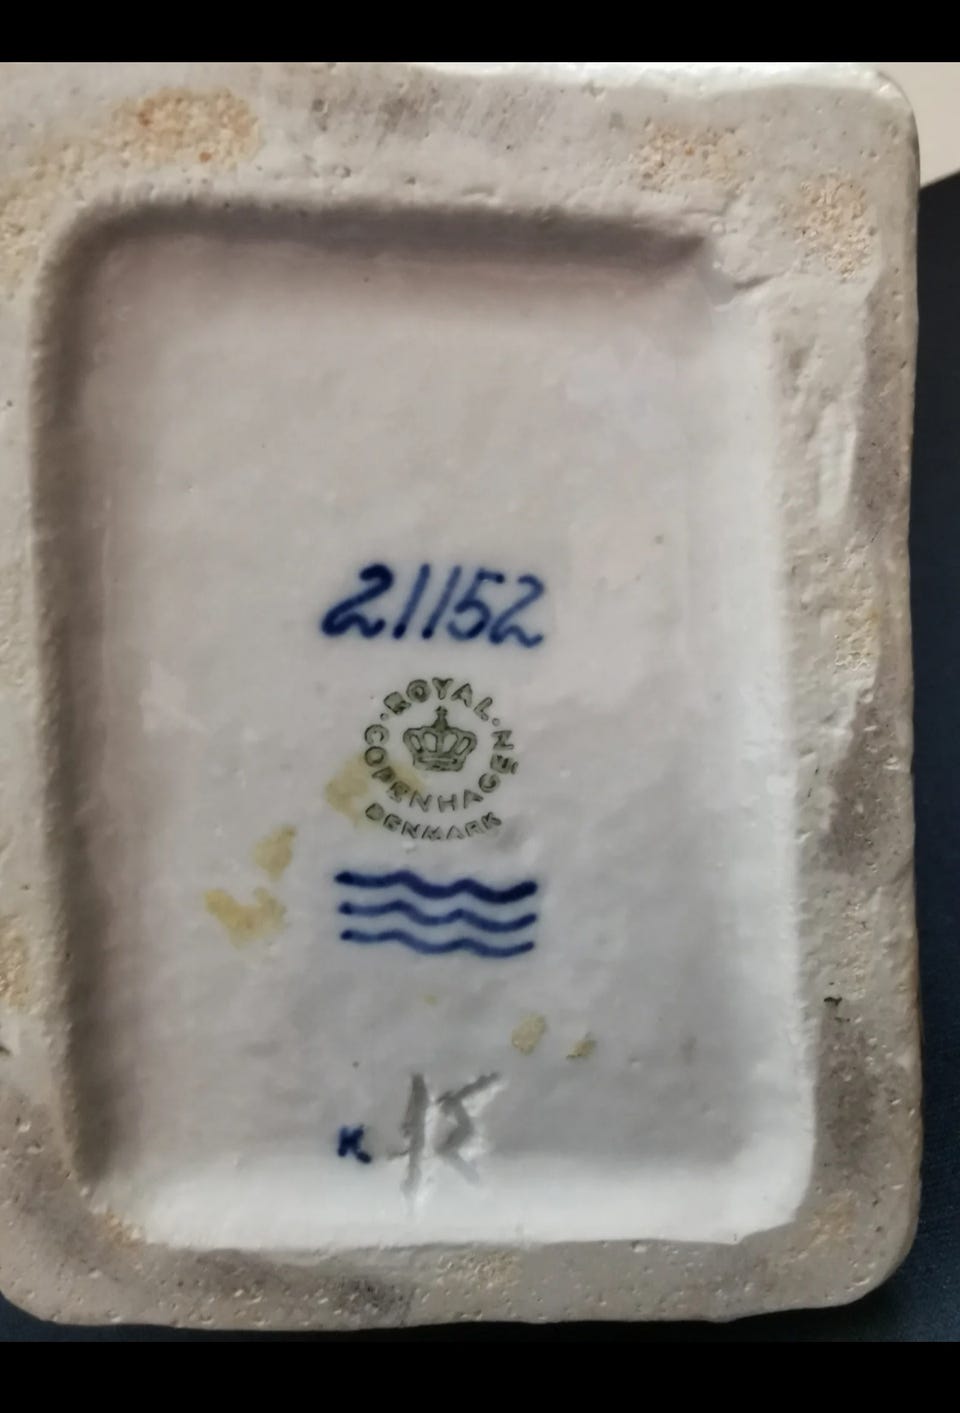 21152
ROYAL
COPENHAGEN
DENMARK
K